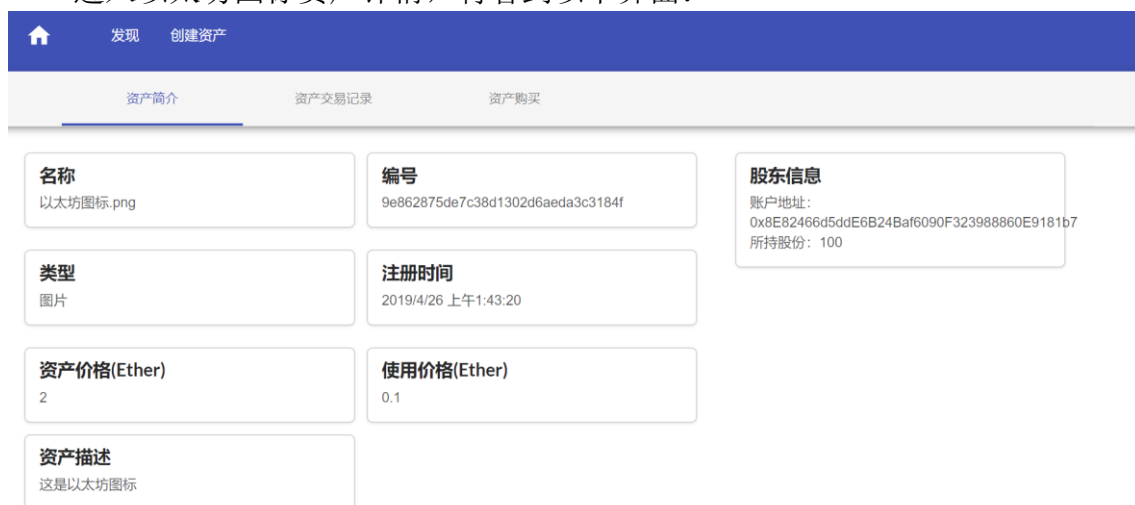 发现 创建资产
资产简介 资产交易记录 资产购买
名称
以太坊图标.png
编号
9e862875de7c38d1302d6aeda3c3184f
股东信息
账户地址:
0x8E82466d5ddE6B24Baf6090F323988860E9181b7
所持股份: 100
类型
图片
注册时间
2019/4/26 上午1:43:20
资产价格(Ether)
2
使用价格(Ether)
0.1
资产描述
这是以太坊图标